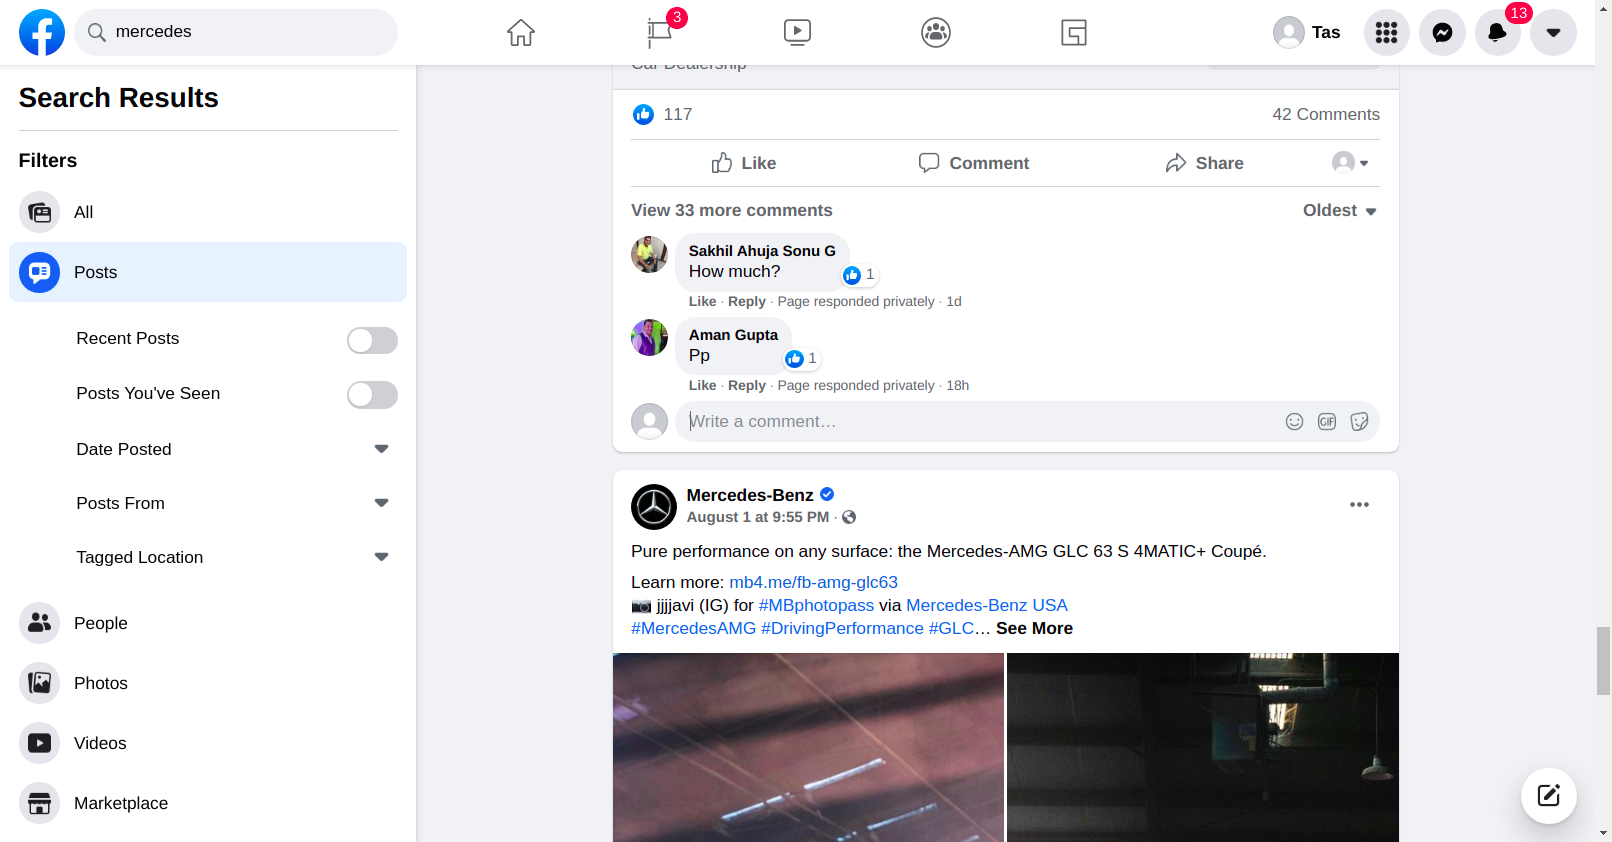 mercedes
3
Tas
13
Search Results
Filters
All
Posts
Recent Posts
Posts You've Seen
Date Posted
Posts From
Tagged Location
People
Photos
Videos
Marketplace
Car Dealership
117
42 Comments
Like
Comment
Share
View 33 more comments
Oldest
Sakhil Ahuja Sonu G
How much?
1
Like · Reply · Page responded privately · 1d
Aman Gupta
Pp
1
Like · Reply · Page responded privately · 18h
Write a comment…
GIF
Mercedes-Benz
August 1 at 9:55 PM ·
Pure performance on any surface: the Mercedes-AMG GLC 63 S 4MATIC+ Coupé.
Learn more: mb4.me/fb-amg-glc63
📷 jjjjavi (IG) for #MBphotopass via Mercedes-Benz USA
#MercedesAMG #DrivingPerformance #GLC… See More